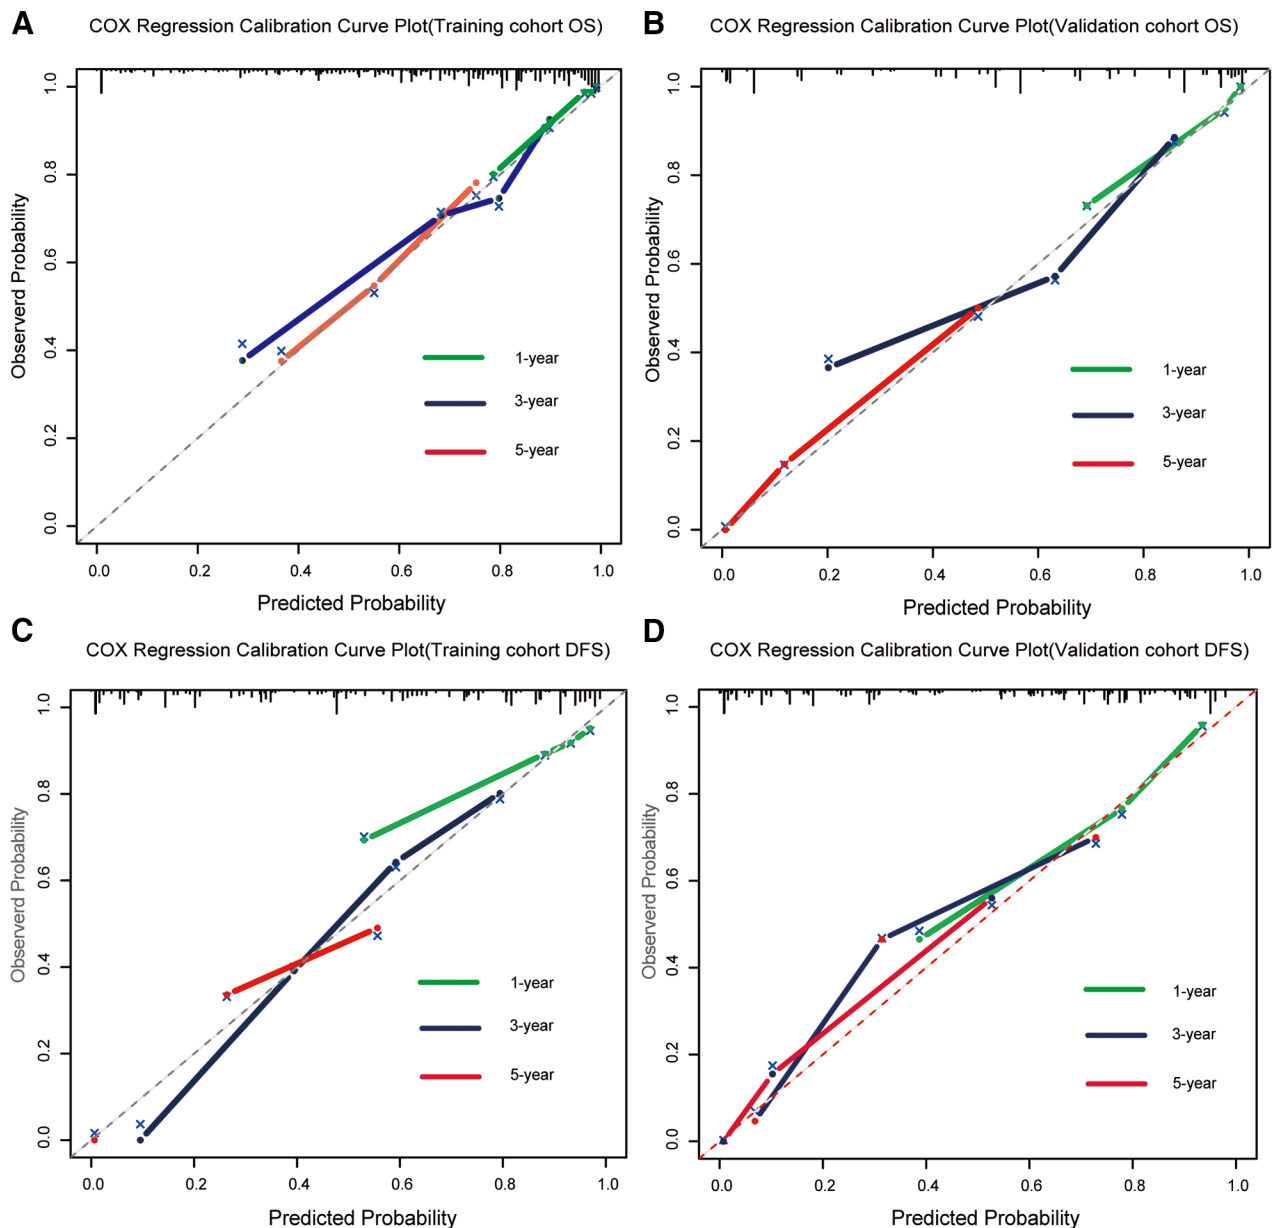 A
COX Regression Calibration Curve Plot(Training cohort OS)
Observerd Probability
0.0 0.2 0.4 0.6 0.8 1.0
1-year
3-year
5-year
0.0 0.2 0.4 0.6 0.8 1.0
Predicted Probability
B
COX Regression Calibration Curve Plot(Validation cohort OS)
Observerd Probability
0.0 0.2 0.4 0.6 0.8 1.0
1-year
3-year
5-year
0.0 0.2 0.4 0.6 0.8 1.0
Predicted Probability
C
COX Regression Calibration Curve Plot(Training cohort DFS)
Observerd Probability
0.0 0.2 0.4 0.6 0.8 1.0
1-year
3-year
5-year
0.0 0.2 0.4 0.6 0.8 1.0
Predicted Probability
D
COX Regression Calibration Curve Plot(Validation cohort DFS)
Observerd Probability
0.0 0.2 0.4 0.6 0.8 1.0
1-year
3-year
5-year
0.0 0.2 0.4 0.6 0.8 1.0
Predicted Probability